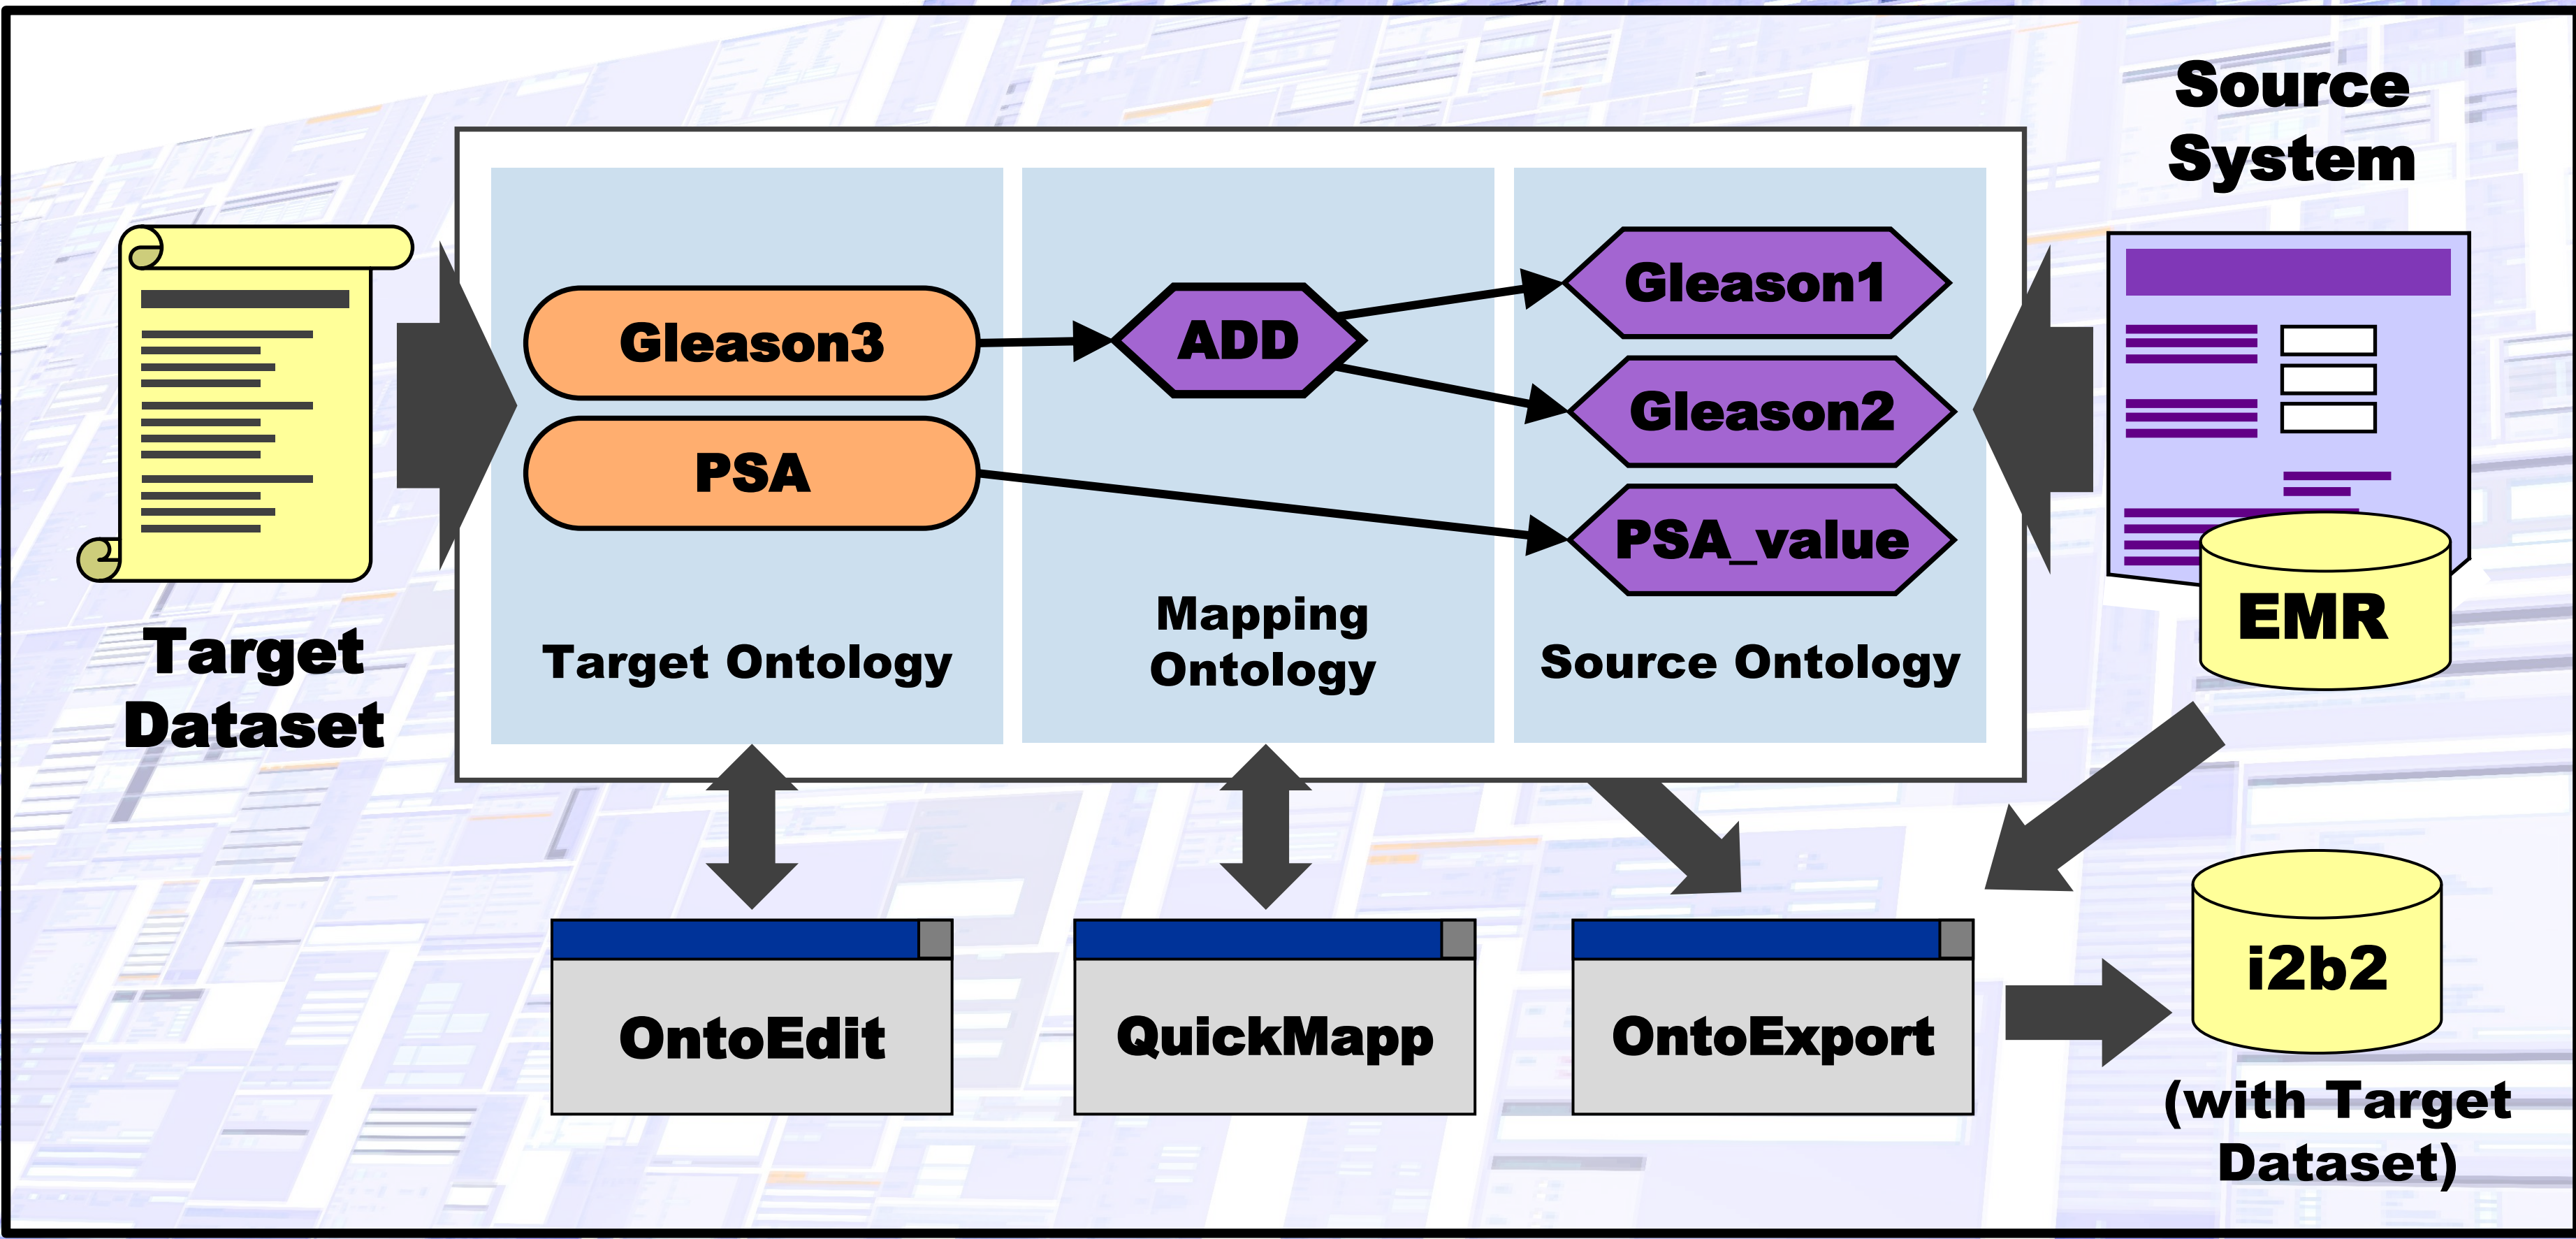 Source
System
Gleason3
PSA
ADD
Gleason1
Gleason2
PSA_value
Target Ontology
Mapping
Ontology
Source Ontology
Target
Dataset
EMR
OntoEdit
QuickMapp
OntoExport
i2b2
(with Target
Dataset)